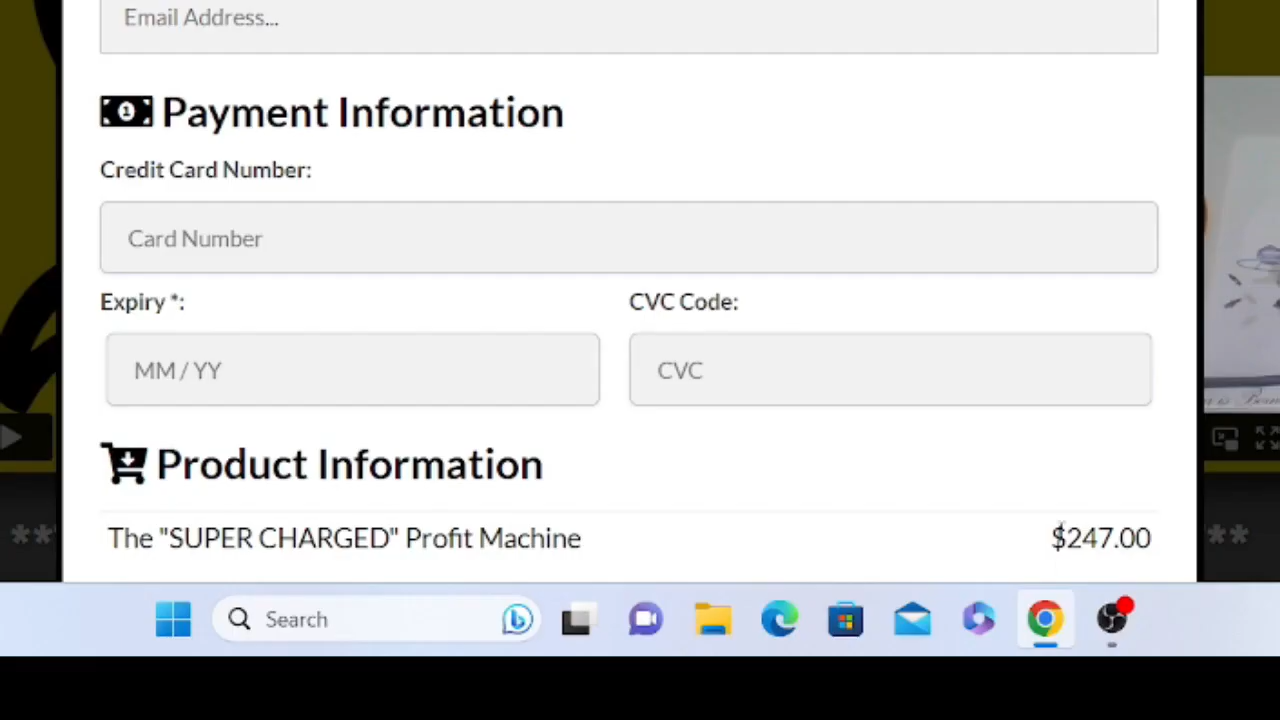 Email Address...
Payment Information
Credit Card Number:
Card Number
Expiry *: CVC Code:
MM / YY CVC
Product Information
The "SUPER CHARGED" Profit Machine $247.00
** **
Search